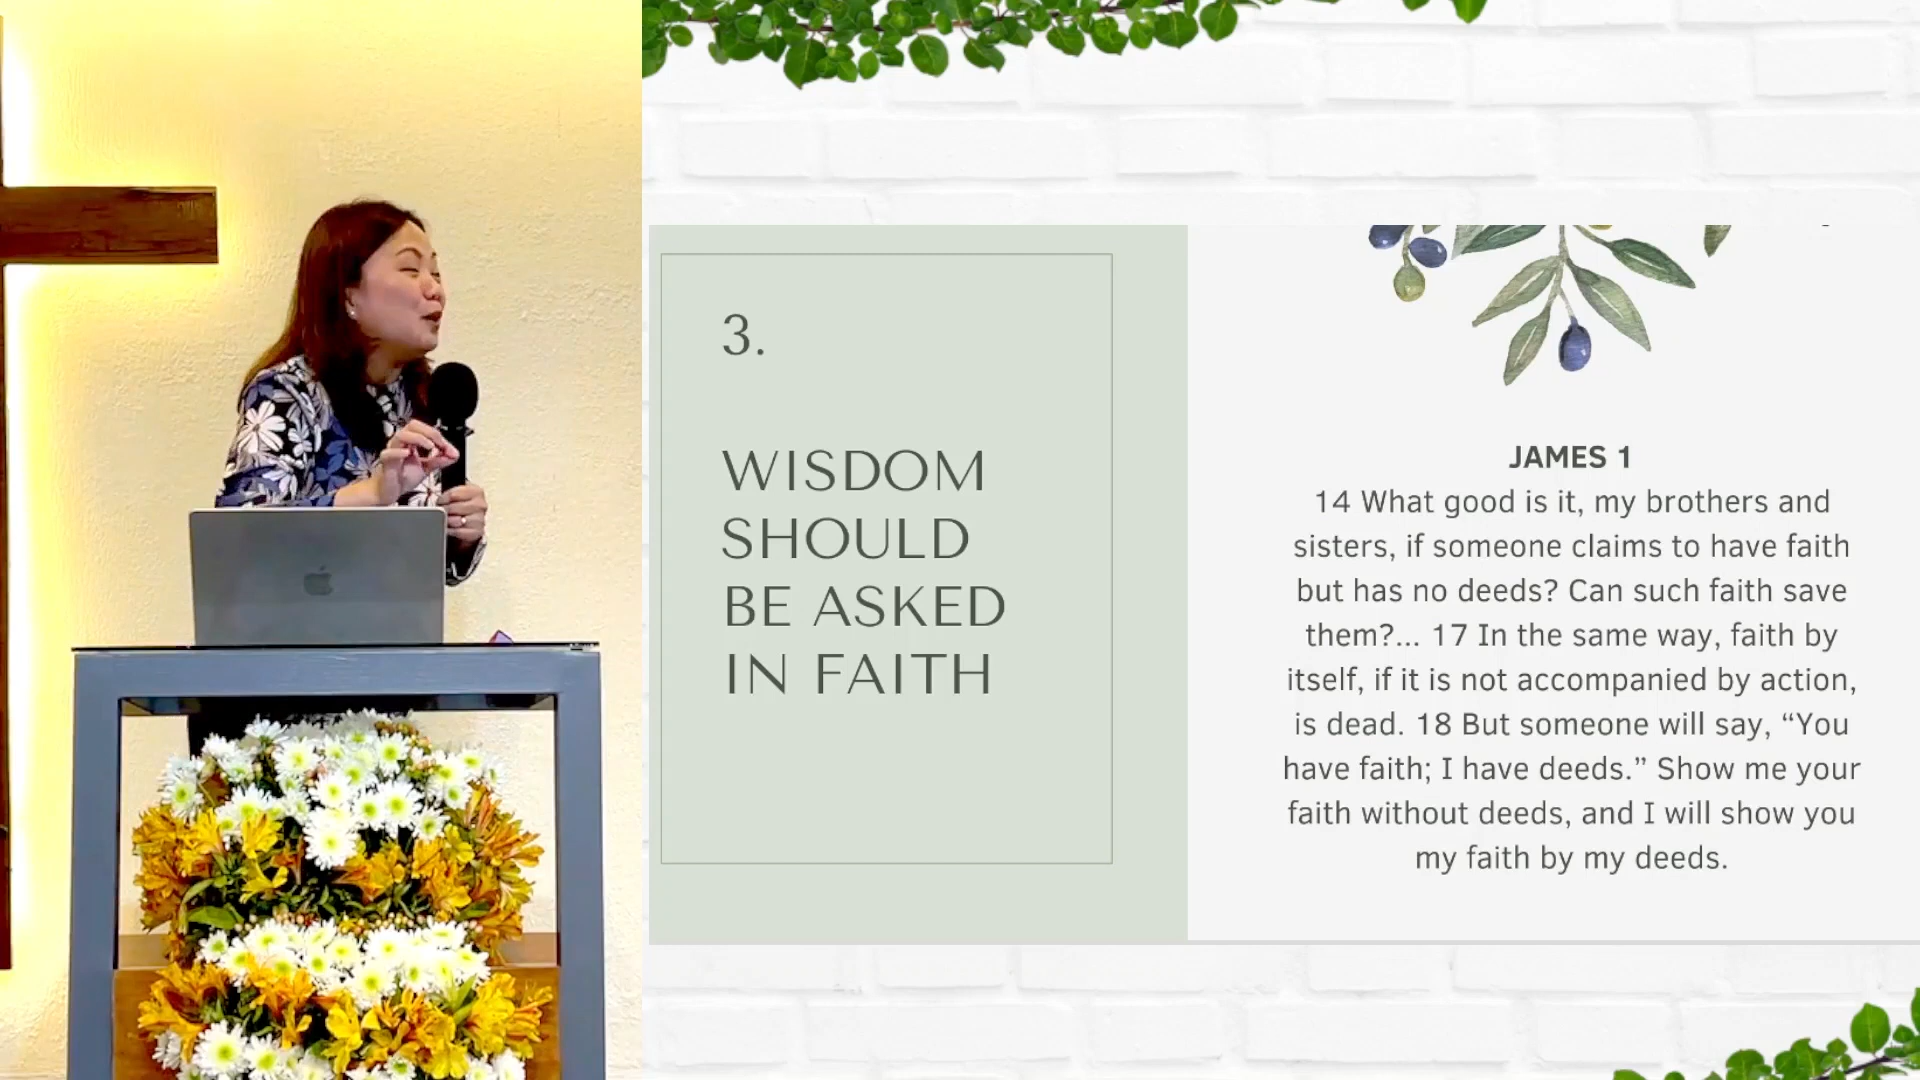 3.
WISDOM
SHOULD
BE ASKED
IN FAITH
JAMES 1
14 What good is it, my brothers and
sisters, if someone claims to have faith
but has no deeds? Can such faith save
them?... 17 In the same way, faith by
itself, if it is not accompanied by action,
is dead. 18 But someone will say, “You
have faith; I have deeds.” Show me your
faith without deeds, and I will show you
my faith by my deeds.